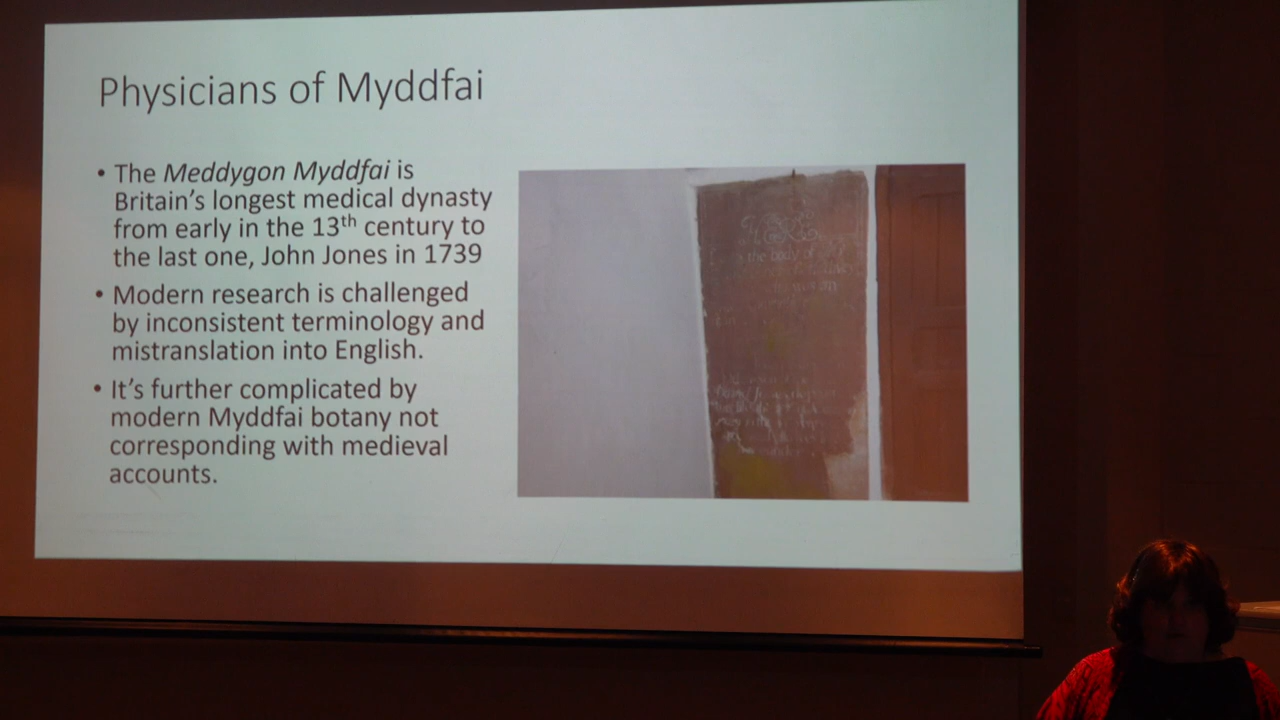 Physicians of Myddfai
• The Meddygon Myddfai is
Britain's longest medical dynasty
from early in the 13th century to
the last one, John Jones in 1739
• Modern research is challenged
by inconsistent terminology and
mistranslation into English.
• It's further complicated by
modern Myddfai botany not
corresponding with medieval
accounts.
the body of